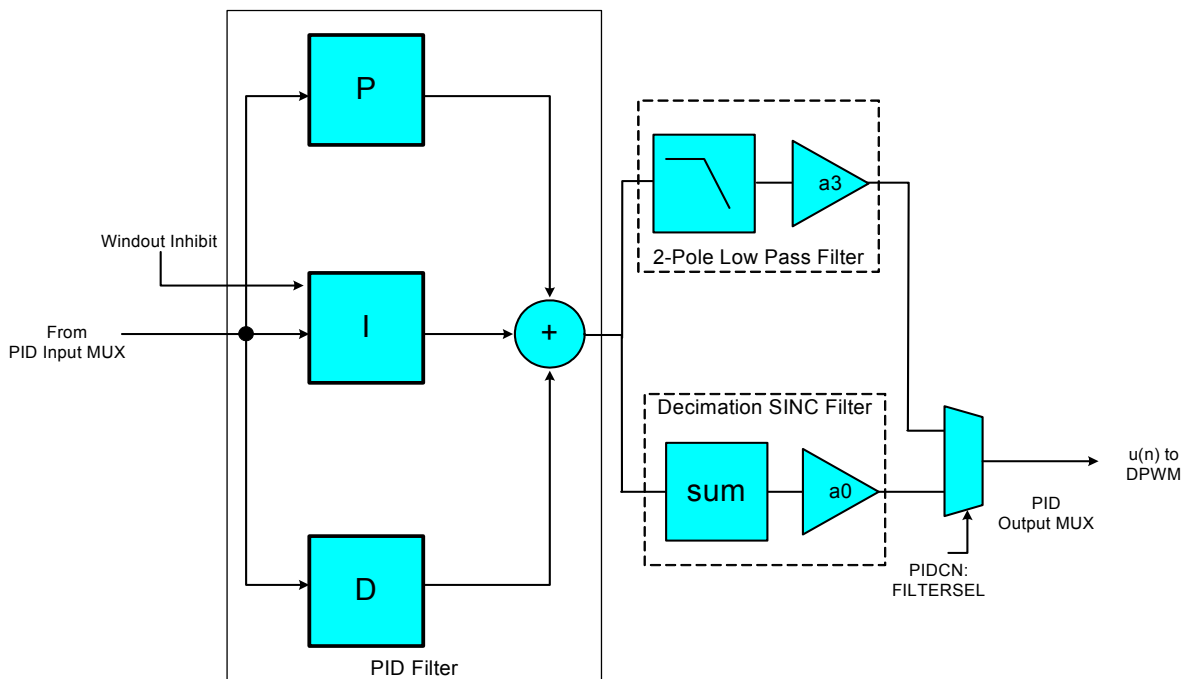 P
Windout Inhibit
I
From
PID Input MUX
+
D
PID Filter
a3
2-Pole Low Pass Filter
Decimation SINC Filter
sum
a0
u(n) to
DPWM
PID
Output MUX
PIDCN:
FILTERSEL